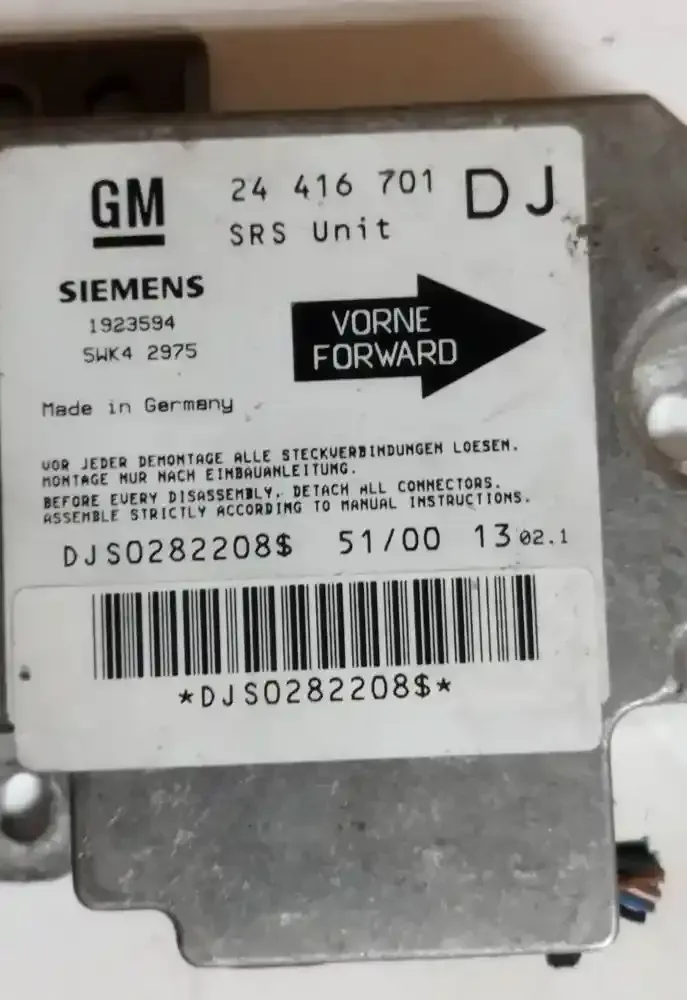 GM
24 416 701 DJ
SRS Unit
SIEMENS
1923594
5WK4 2975
VORNE
FORWARD
Made in Germany
VOR JEDER DEMONTAGE ALLE STECKVERBINDUNGEN LOESEN.
MONTAGE NUR NACH EINBAUANLEITUNG.
BEFORE EVERY DISASSEMBLY, DETACH ALL CONNECTORS.
ASSEMBLE STRICTLY ACCORDING TO MANUAL INSTRUCTIONS.
DJS0282208$ 51/00 13 02.1
*DJS0282208$*